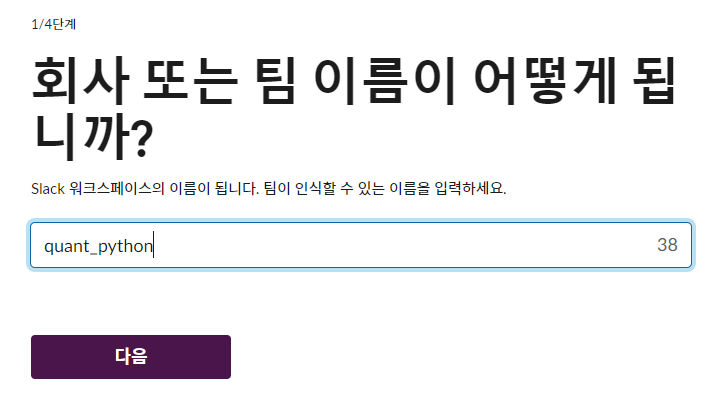 1/4단계
회사 또는 팀 이름이 어떻게 됩
니까?
Slack 워크스페이스의 이름이 됩니다. 팀이 인식할 수 있는 이름을 입력하세요.
quant_python 38
다음